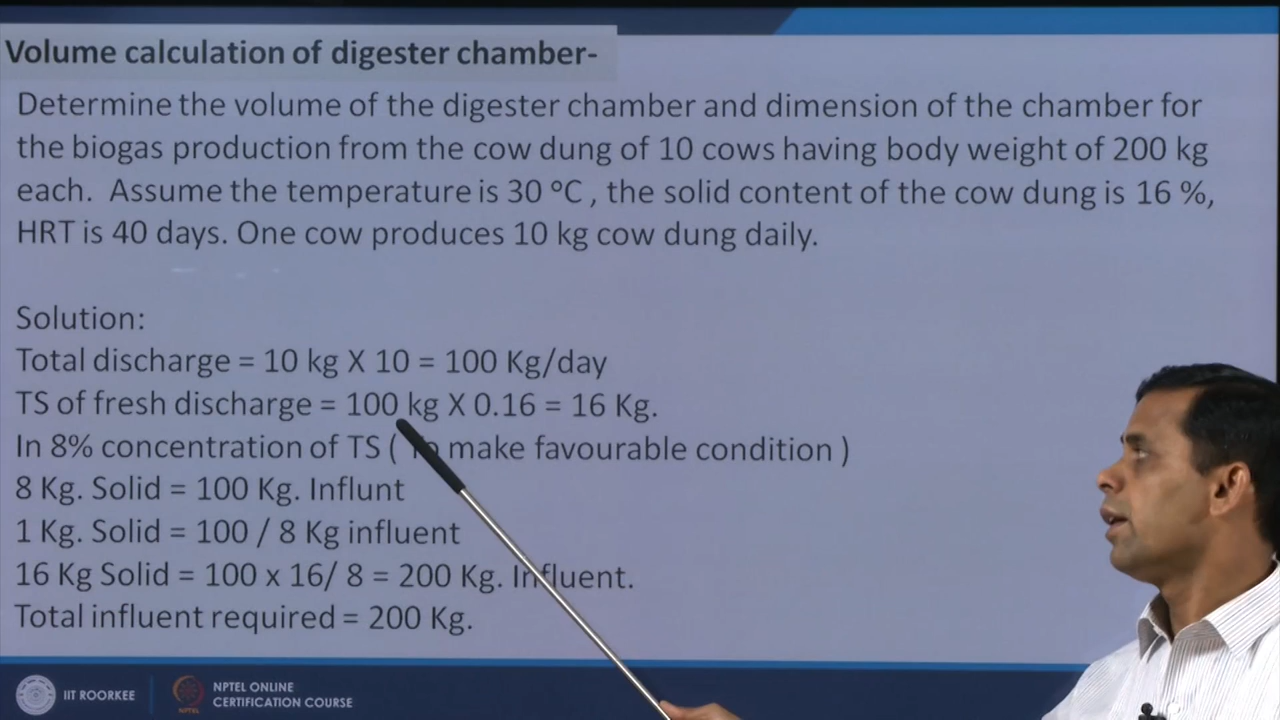 Volume calculation of digester chamber-
Determine the volume of the digester chamber and dimension of the chamber for
the biogas production from the cow dung of 10 cows having body weight of 200 kg
each. Assume the temperature is 30 °C , the solid content of the cow dung is 16 %,
HRT is 40 days. One cow produces 10 kg cow dung daily.
Solution:
Total discharge = 10 kg X 10 = 100 Kg/day
TS of fresh discharge = 100 kg X 0.16 = 16 Kg.
In 8% concentration of TS ( make favourable condition )
8 Kg. Solid = 100 Kg. Influnt
1 Kg. Solid = 100 / 8 Kg influent
16 Kg Solid = 100 x 16/ 8 = 200 Kg. Influent.
Total influent required = 200 Kg.
IIT ROORKEE
NPTEL ONLINE
CERTIFICATION COURSE